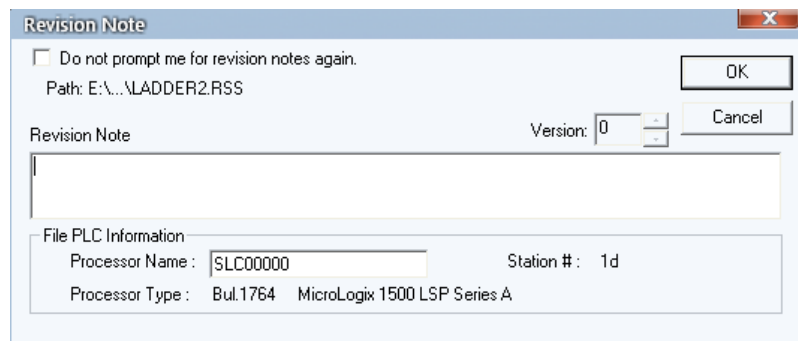 Revision Note
Do not prompt me for revision notes again.
Path: E:\...\LADDER2.RSS
OK
Cancel
Version: 0
Revision Note
File PLC Information
Processor Name : SLC00000 Station # : 1d
Processor Type : Bul.1764 MicroLogix 1500 LSP Series A